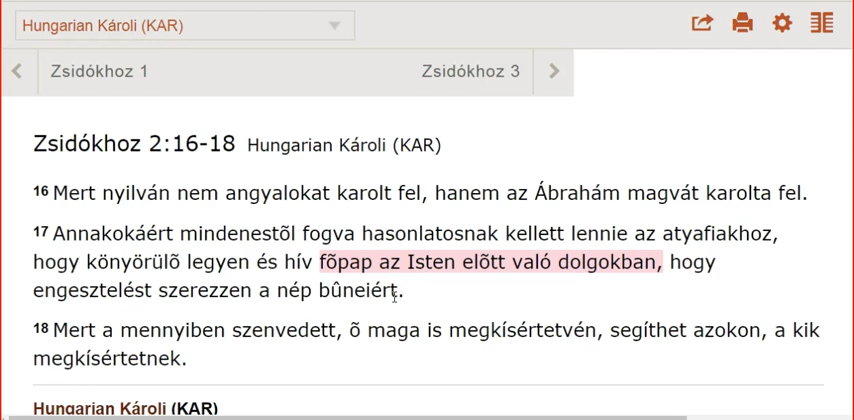 Hungarian Károli (KAR)
Zsidókhoz 1
Zsidókhoz 3
Zsidókhoz 2:16-18 Hungarian Károli (KAR)
16 Mert nyilván nem angyalokat karolt fel, hanem az Ábrahám magvát karolta fel.
17 Annakokáért mindenestõl fogva hasonlatosnak kellett lennie az atyafiakhoz,
hogy könyörülõ legyen és hív fõpap az Isten elõtt való dolgokban, hogy
engesztelést szerezzen a nép bûneiért.
18 Mert a mennyiben szenvedett, õ maga is megkísértetvén, segíthet azokon, a kik
megkísértetnek.
Hungarian Károli (KAR)